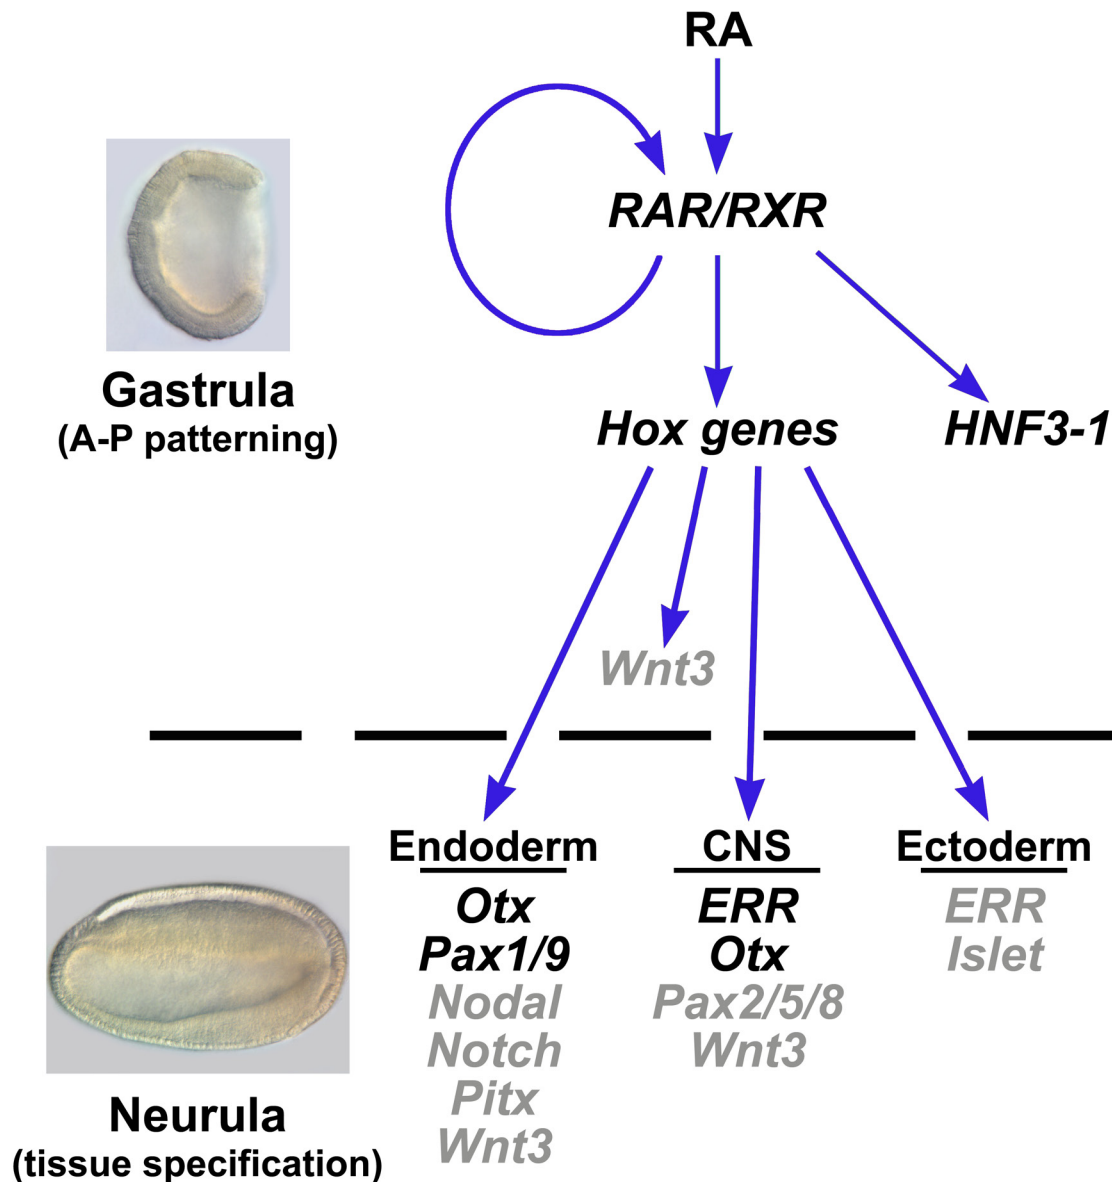 RA
RAR/RXR
Gastrula
(A-P patterning)
Hox genes
HNF3-1
Wnt3
Endoderm
Otx
Pax1/9
Nodal
Notch
Pitx
Wnt3
CNS
ERR
Otx
Pax2/5/8
Wnt3
Ectoderm
ERR
Islet
Neurula
(tissue specification)